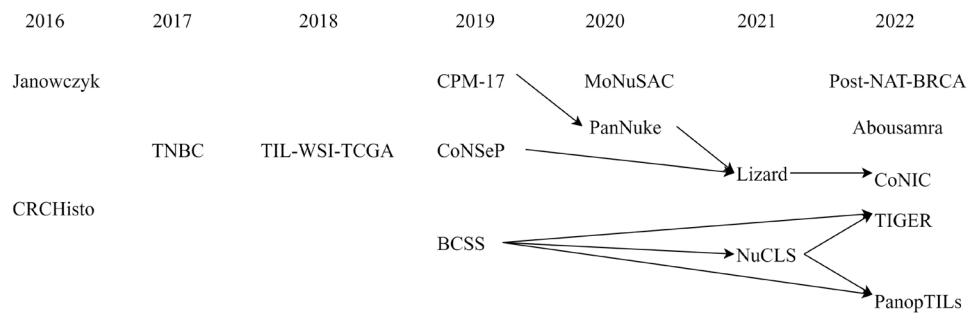 2016 2017 2018 2019 2020 2021 2022
Janowczyk CPM-17 MoNuSAC Post-NAT-BRCA
PanNuke Abousamra
TNBC TIL-WSI-TCGA CoNSeP
Lizard CoNIC
CRCHisto TIGER
BCSS NuCLS
PanopTILs